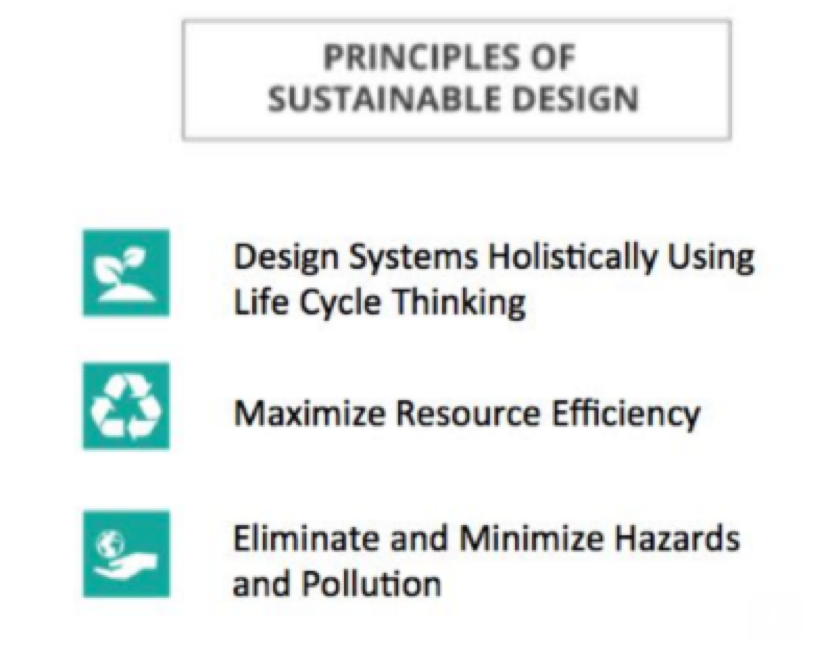 PRINCIPLES OF
SUSTAINABLE DESIGN
Design Systems Holistically Using
Life Cycle Thinking
Maximize Resource Efficiency
Eliminate and Minimize Hazards
and Pollution